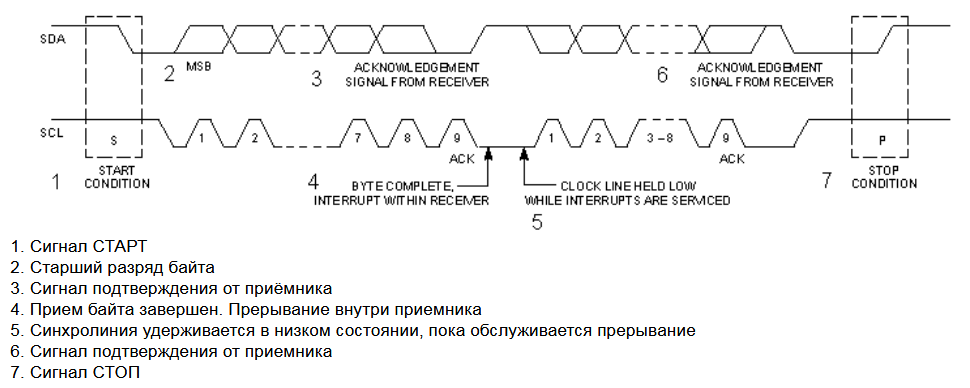 SDA
2 MSB
3 ACKNOWLEDGEMENT
SIGNAL FROM RECEIVER
6 ACKNOWLEDGEMENT
SIGNAL FROM RECEIVER
SCL
S
1
2
7
8
9
1
2
3 – 8
9
P
ACK
ACK
1 START
CONDITION
4 BYTE COMPLETE,
INTERRUPT WITHIN RECEIVER
5 CLOCK LINE HELD LOW
WHILE INTERRUPTS ARE SERVICED
7 STOP
CONDITION
1. Сигнал СТАРТ
2. Старший разряд байта
3. Сигнал подтверждения от приёмника
4. Прием байта завершен. Прерывание внутри приемника
5. Синхролиния удерживается в низком состоянии, пока обслуживается прерывание
6. Сигнал подтверждения от приемника
7. Сигнал СТОП